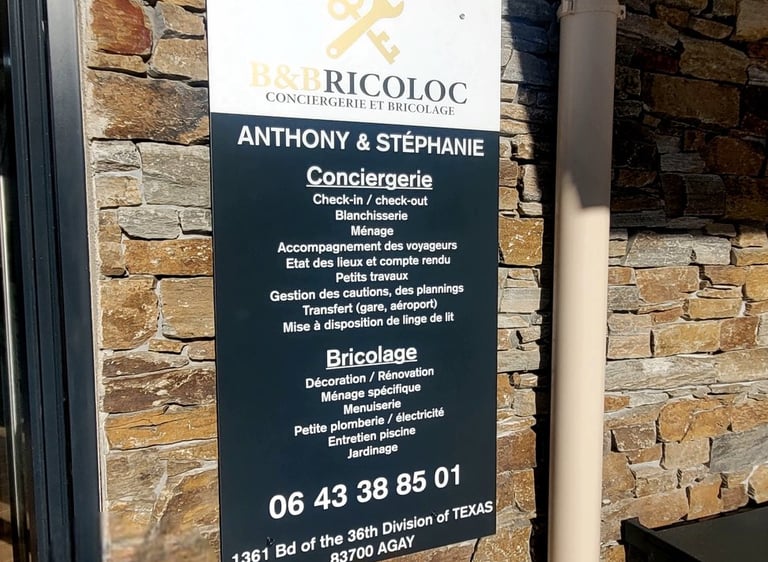 B&BRICOLOC
CONCIERGERIE ET BRICOLAGE
ANTHONY & STÉPHANIE
Conciergerie
Check-in / check-out
Blanchisserie
Ménage
Accompagnement des voyageurs
Etat des lieux et compte rendu
Petits travaux
Gestion des cautions, des plannings
Transfert (gare, aéroport)
Mise à disposition de linge de lit
Bricolage
Décoration / Rénovation
Ménage spécifique
Menuiserie
Petite plomberie / électricité
Entretien piscine
Jardinage
06 43 38 85 01
1361 Bd of the 36th Division of TEXAS
83700 AGAY